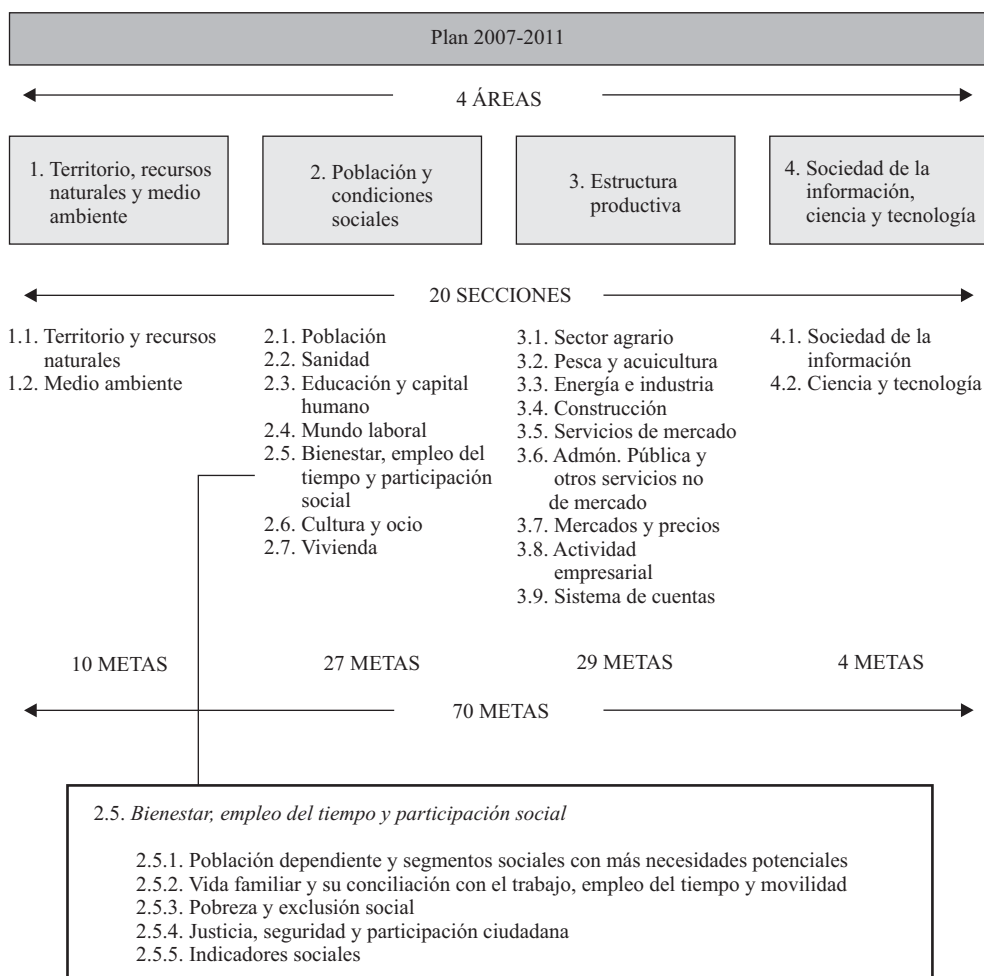 Plan 2007-2011
4 ÁREAS
1. Territorio, recursos
naturales y medio
ambiente
2. Población y
condiciones
sociales
3. Estructura
productiva
4. Sociedad de la
información,
ciencia y tecnología
20 SECCIONES
1.1. Territorio y recursos
naturales
1.2. Medio ambiente
2.1. Población
2.2. Sanidad
2.3. Educación y capital
humano
2.4. Mundo laboral
2.5. Bienestar, empleo del
tiempo y participación
social
2.6. Cultura y ocio
2.7. Vivienda
3.1. Sector agrario
3.2. Pesca y acuicultura
3.3. Energía e industria
3.4. Construcción
3.5. Servicios de mercado
3.6. Admón. Pública y
otros servicios no
de mercado
3.7. Mercados y precios
3.8. Actividad
empresarial
3.9. Sistema de cuentas
4.1. Sociedad de la
información
4.2. Ciencia y tecnología
10 METAS
27 METAS
29 METAS
4 METAS
70 METAS
2.5. Bienestar, empleo del tiempo y participación social
2.5.1. Población dependiente y segmentos sociales con más necesidades potenciales
2.5.2. Vida familiar y su conciliación con el trabajo, empleo del tiempo y movilidad
2.5.3. Pobreza y exclusión social
2.5.4. Justicia, seguridad y participación ciudadana
2.5.5. Indicadores sociales